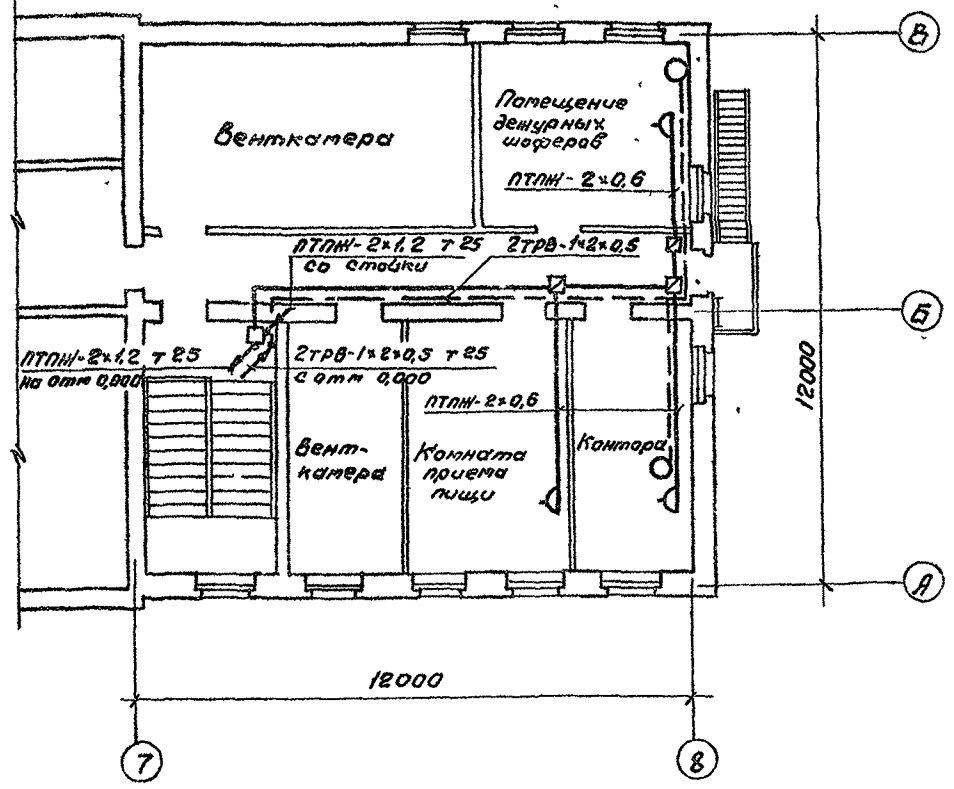 В
Венткамера
Помещение
дежурных
шоферов
ПТПЖ-2×0,6
ПТПЖ-2×1.2 т 25
со стойки
2ТРВ-1×2×0,5
Б
ПТПЖ-2×1.2 т 25
на отм 0,000
2ТРВ-1×2×0,5 т 25
с отм 0,000
ПТПЖ-2×0,6
12000
Вент-
камера
Комната
приема
пищи
Контора
А
12000
7
8